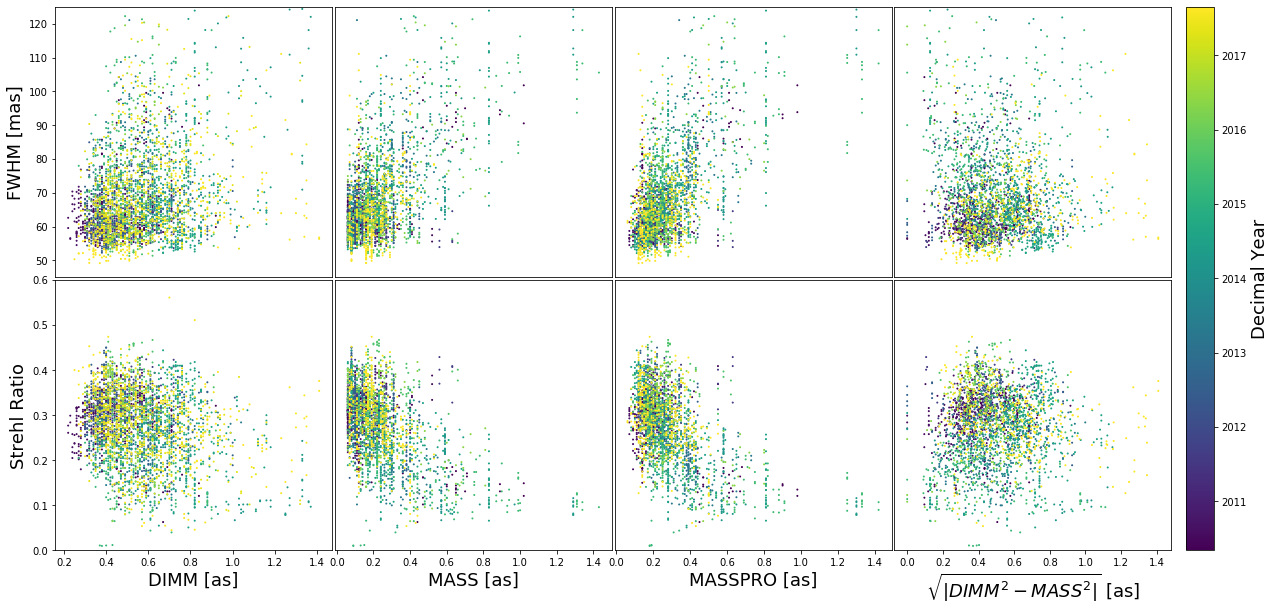 120
110
100
90
80
70
60
50
FWHM [mas]
0.6
0.5
0.4
0.3
0.2
0.1
0.0
Strehl Ratio
0.2 0.4 0.6 0.8 1.0 1.2 1.4
DIMM [as]
0.0 0.2 0.4 0.6 0.8 1.0 1.2 1.4
MASS [as]
0.0 0.2 0.4 0.6 0.8 1.0 1.2 1.4
MASSPRO [as]
0.0 0.2 0.4 0.6 0.8 1.0 1.2 1.4
√|DIMM² − MASS²| [as]
2017
2016
2015
2014
2013
2012
2011
Decimal Year